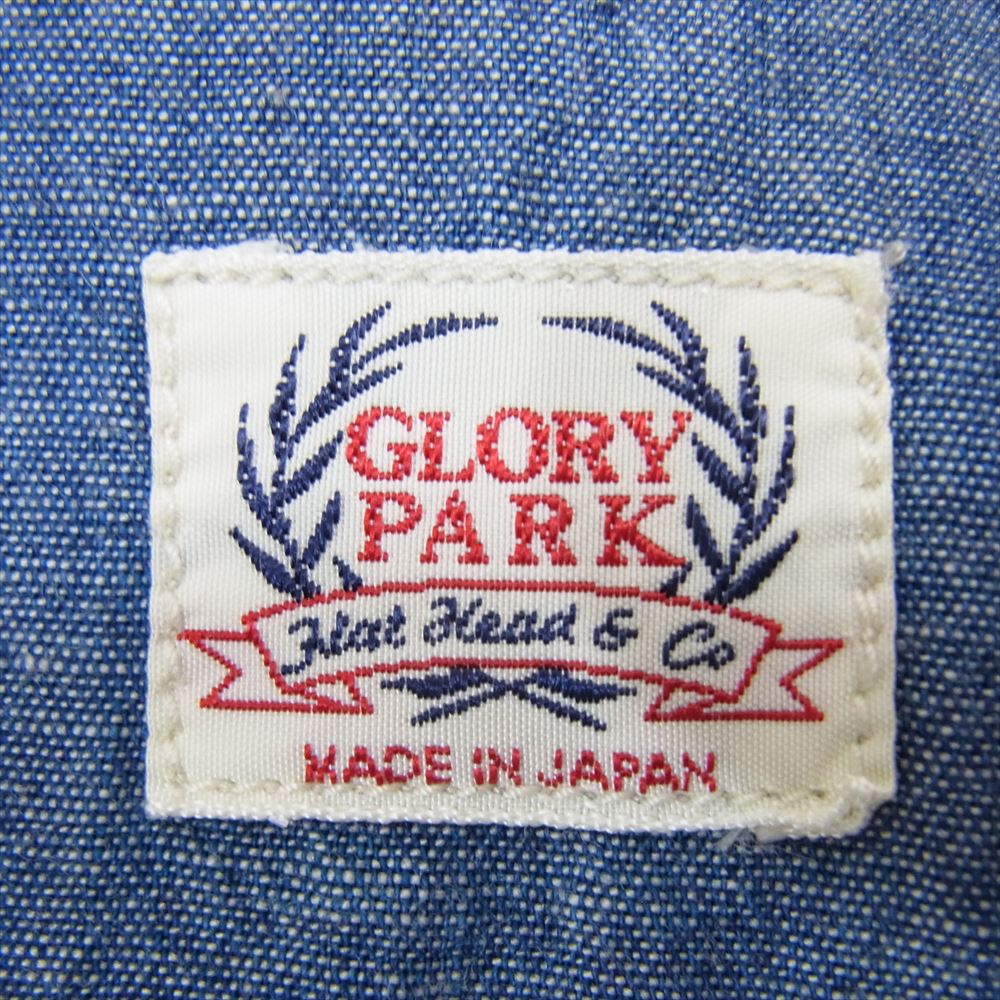 GLORY
PARK
Flat Head & Co
MADE IN JAPAN